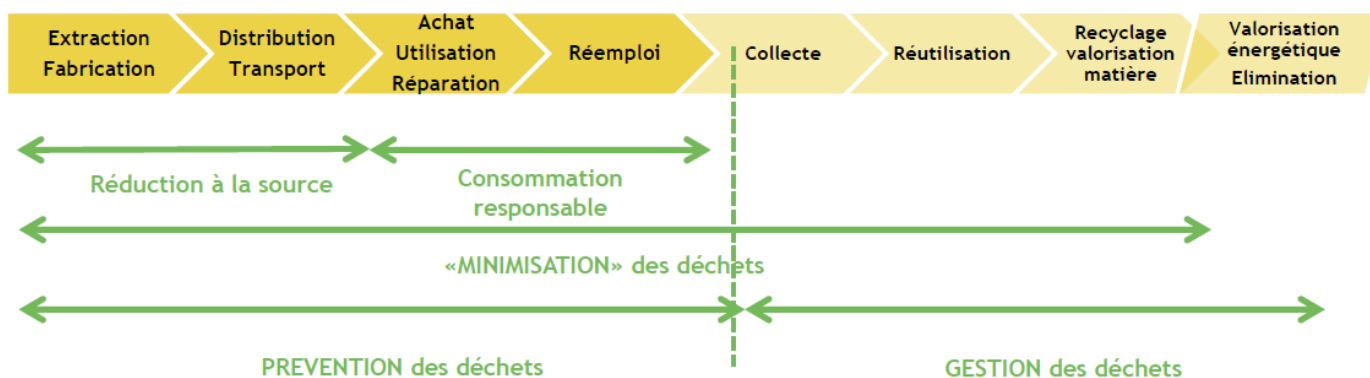 Extraction
Fabrication
Distribution
Transport
Achat
Utilisation
Réparation
Réemploi
Collecte
Réutilisation
Recyclage
valorisation
matière
Valorisation
énergétique
Elimination
Réduction à la source
Consommation
responsable
«MINIMISATION» des déchets
PREVENTION des déchets
GESTION des déchets